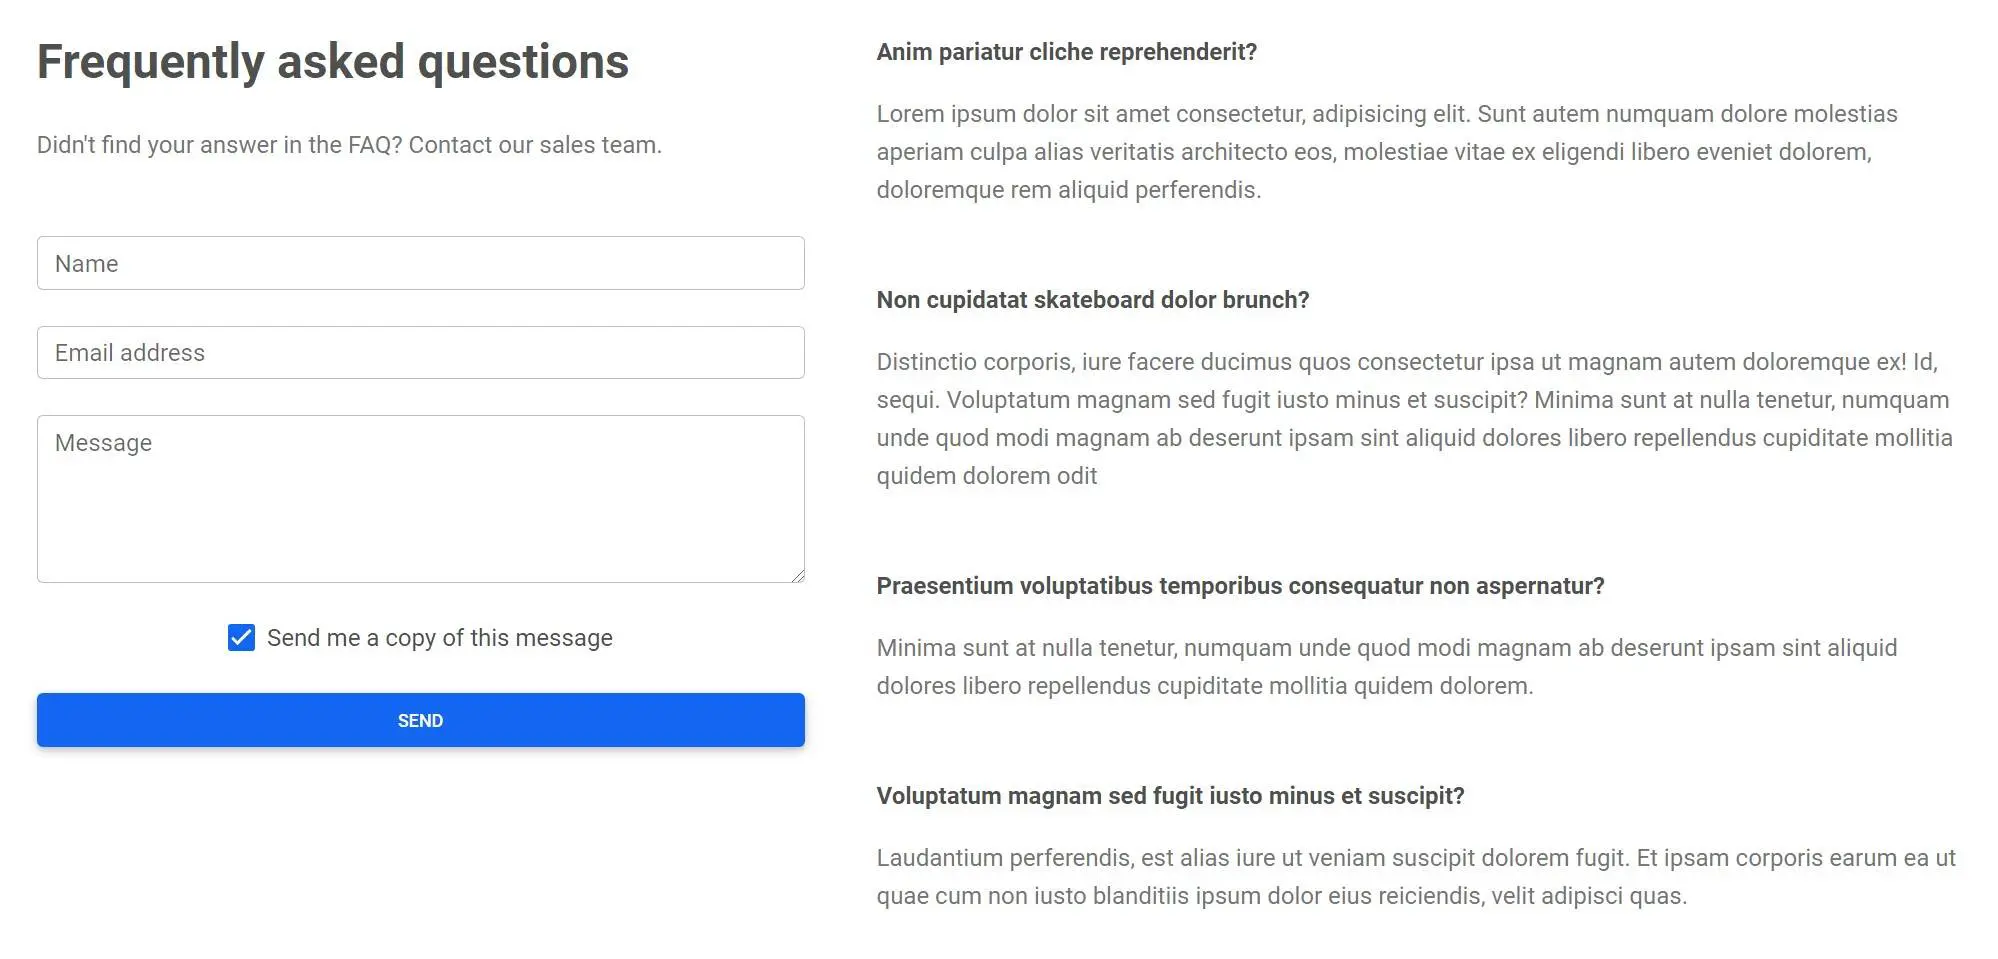 Frequently asked questions
Didn't find your answer in the FAQ? Contact our sales team.
Name
Email address
Message
Send me a copy of this message
SEND
Anim pariatur cliche reprehenderit?
Lorem ipsum dolor sit amet consectetur, adipisicing elit. Sunt autem numquam dolore molestias
aperiam culpa alias veritatis architecto eos, molestiae vitae ex eligendi libero eveniet dolorem,
doloremque rem aliquid perferendis.
Non cupidatat skateboard dolor brunch?
Distinctio corporis, iure facere ducimus quos consectetur ipsa ut magnam autem doloremque ex! Id,
sequi. Voluptatum magnam sed fugit iusto minus et suscipit? Minima sunt at nulla tenetur, numquam
unde quod modi magnam ab deserunt ipsam sint aliquid dolores libero repellendus cupiditate mollitia
quidem dolorem odit
Praesentium voluptatibus temporibus consequatur non aspernatur?
Minima sunt at nulla tenetur, numquam unde quod modi magnam ab deserunt ipsam sint aliquid
dolores libero repellendus cupiditate mollitia quidem dolorem.
Voluptatum magnam sed fugit iusto minus et suscipit?
Laudantium perferendis, est alias iure ut veniam suscipit dolorem fugit. Et ipsam corporis earum ea ut
quae cum non iusto blanditiis ipsum dolor eius reiciendis, velit adipisci quas.